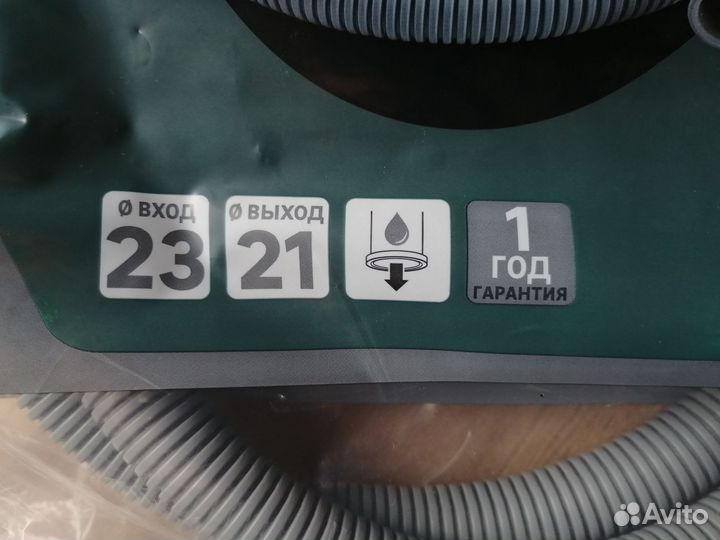 Ø ВХОД
23
Ø ВЫХОД
21
1
ГОД
ГАРАНТИЯ
Avito